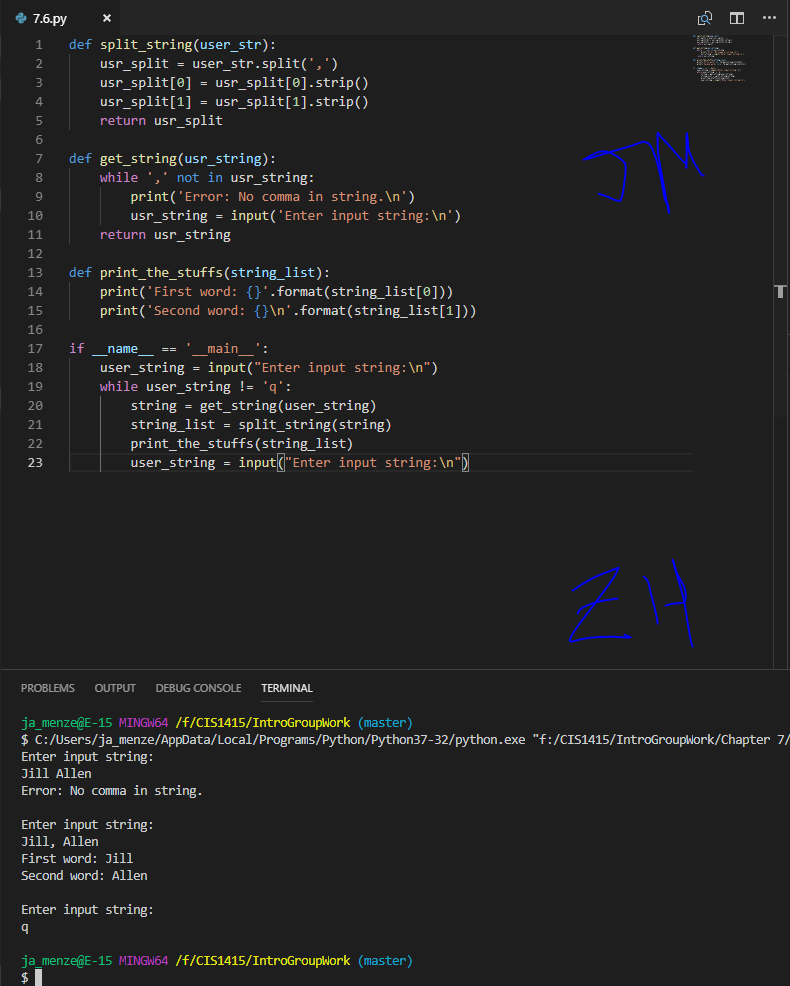 7.6.py ×
1 def split_string(user_str):
2     usr_split = user_str.split(',')
3     usr_split[0] = usr_split[0].strip()
4     usr_split[1] = usr_split[1].strip()
5     return usr_split
6
7 def get_string(usr_string):
8     while ',' not in usr_string:
9         print('Error: No comma in string.\n')
10         usr_string = input('Enter input string:\n')
11     return usr_string
12
13 def print_the_stuffs(string_list):
14     print('First word: {}'.format(string_list[0]))
15     print('Second word: {}\n'.format(string_list[1]))
16
17 if __name__ == '__main__':
18     user_string = input("Enter input string:\n")
19     while user_string != 'q':
20         string = get_string(user_string)
21         string_list = split_string(string)
22         print_the_stuffs(string_list)
23         user_string = input("Enter input string:\n")
JM
ZH
PROBLEMS OUTPUT DEBUG CONSOLE TERMINAL
ja_menze@E-15 MINGW64 /f/CIS1415/IntroGroupWork (master)
$ C:/Users/ja_menze/AppData/Local/Programs/Python/Python37-32/python.exe "f:/CIS1415/IntroGroupWork/Chapter 7/
Enter input string:
Jill Allen
Error: No comma in string.

Enter input string:
Jill, Allen
First word: Jill
Second word: Allen

Enter input string:
q

ja_menze@E-15 MINGW64 /f/CIS1415/IntroGroupWork (master)
$